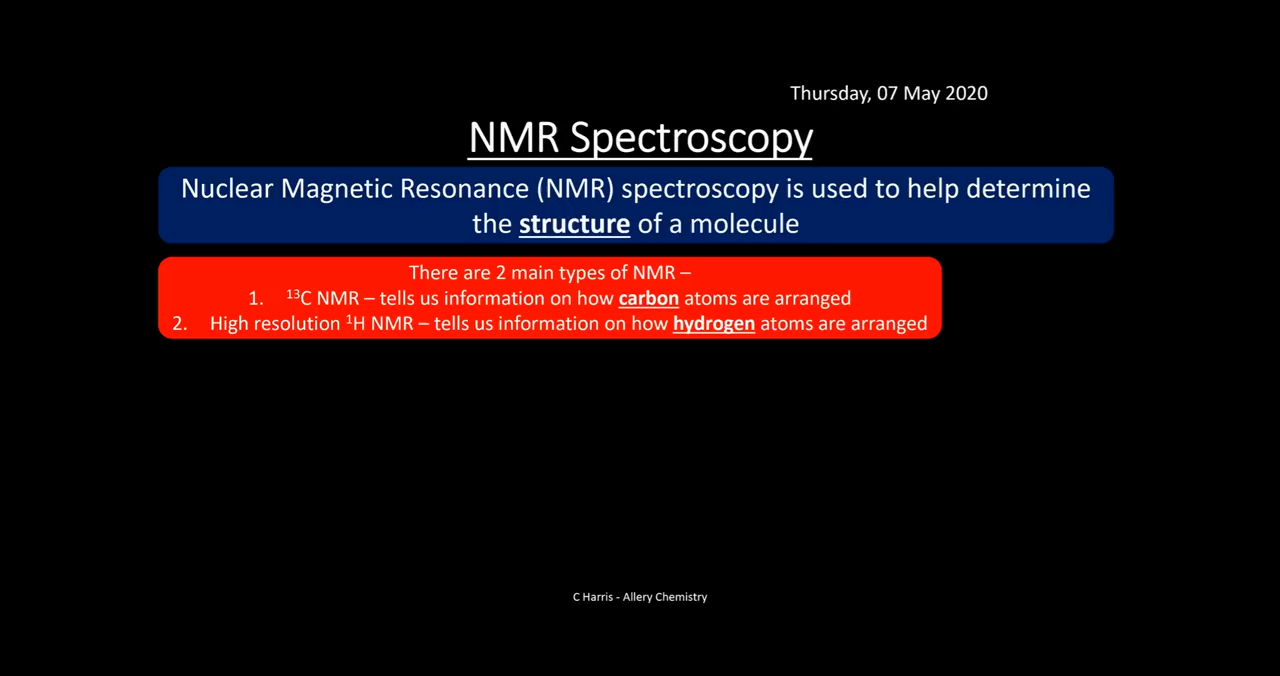 Thursday, 07 May 2020
NMR Spectroscopy
Nuclear Magnetic Resonance (NMR) spectroscopy is used to help determine
the structure of a molecule
There are 2 main types of NMR –
1. ¹³C NMR – tells us information on how carbon atoms are arranged
2. High resolution ¹H NMR – tells us information on how hydrogen atoms are arranged
C Harris - Allery Chemistry